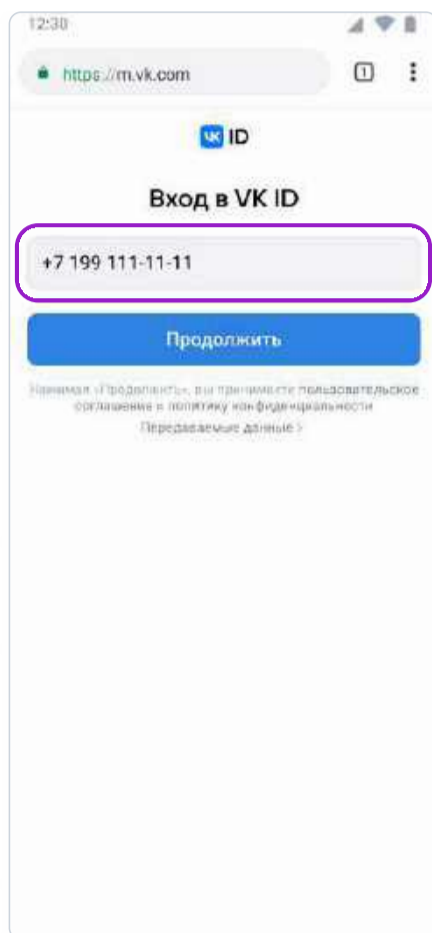 12:30
https://m.vk.com
1
VK ID
Вход в VK ID
+7 199 111-11-11
Продолжить
Нажимая «Продолжить», вы принимаете пользовательское
соглашение и политику конфиденциальности
Передаваемые данные >